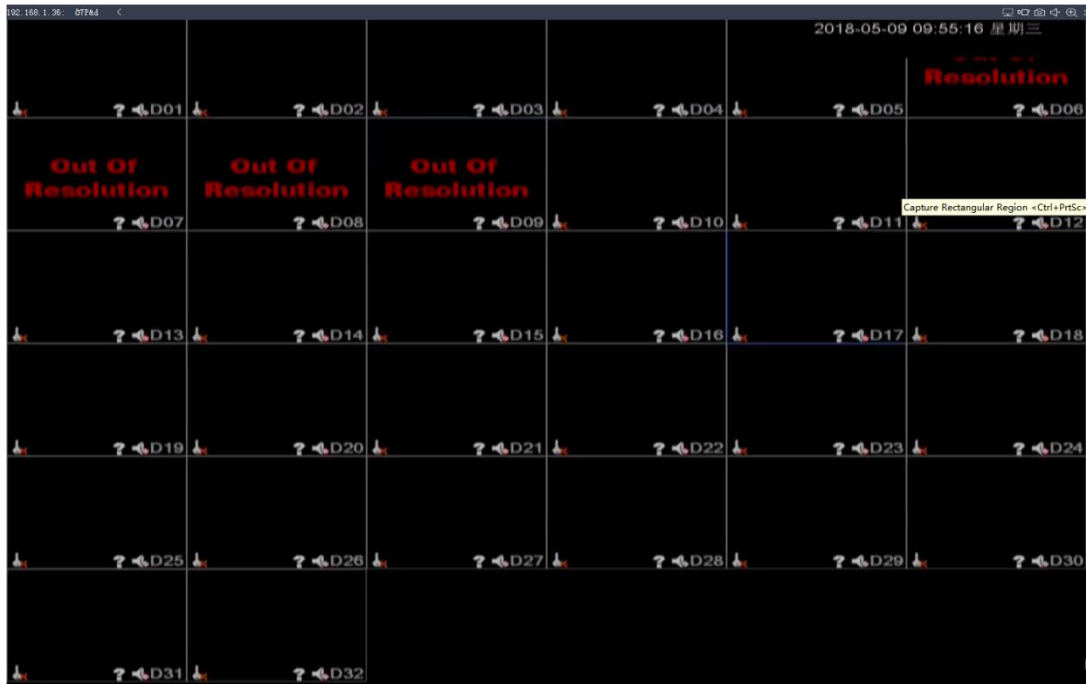 192.168.1.36:
2018-05-09 09:55:16 星期三
Resolution
? D01 ? D02 ? D03 ? D04 ? D05 ? D06
Out Of Out Of Out Of
Resolution Resolution Resolution
Capture Rectangular Region <Ctrl+PrtSc>
? D07 ? D08 ? D09 ? D10 ? D11 ? D12
? D13 ? D14 ? D15 ? D16 ? D17 ? D18
? D19 ? D20 ? D21 ? D22 ? D23 ? D24
? D25 ? D26 ? D27 ? D28 ? D29 ? D30
? D31 ? D32